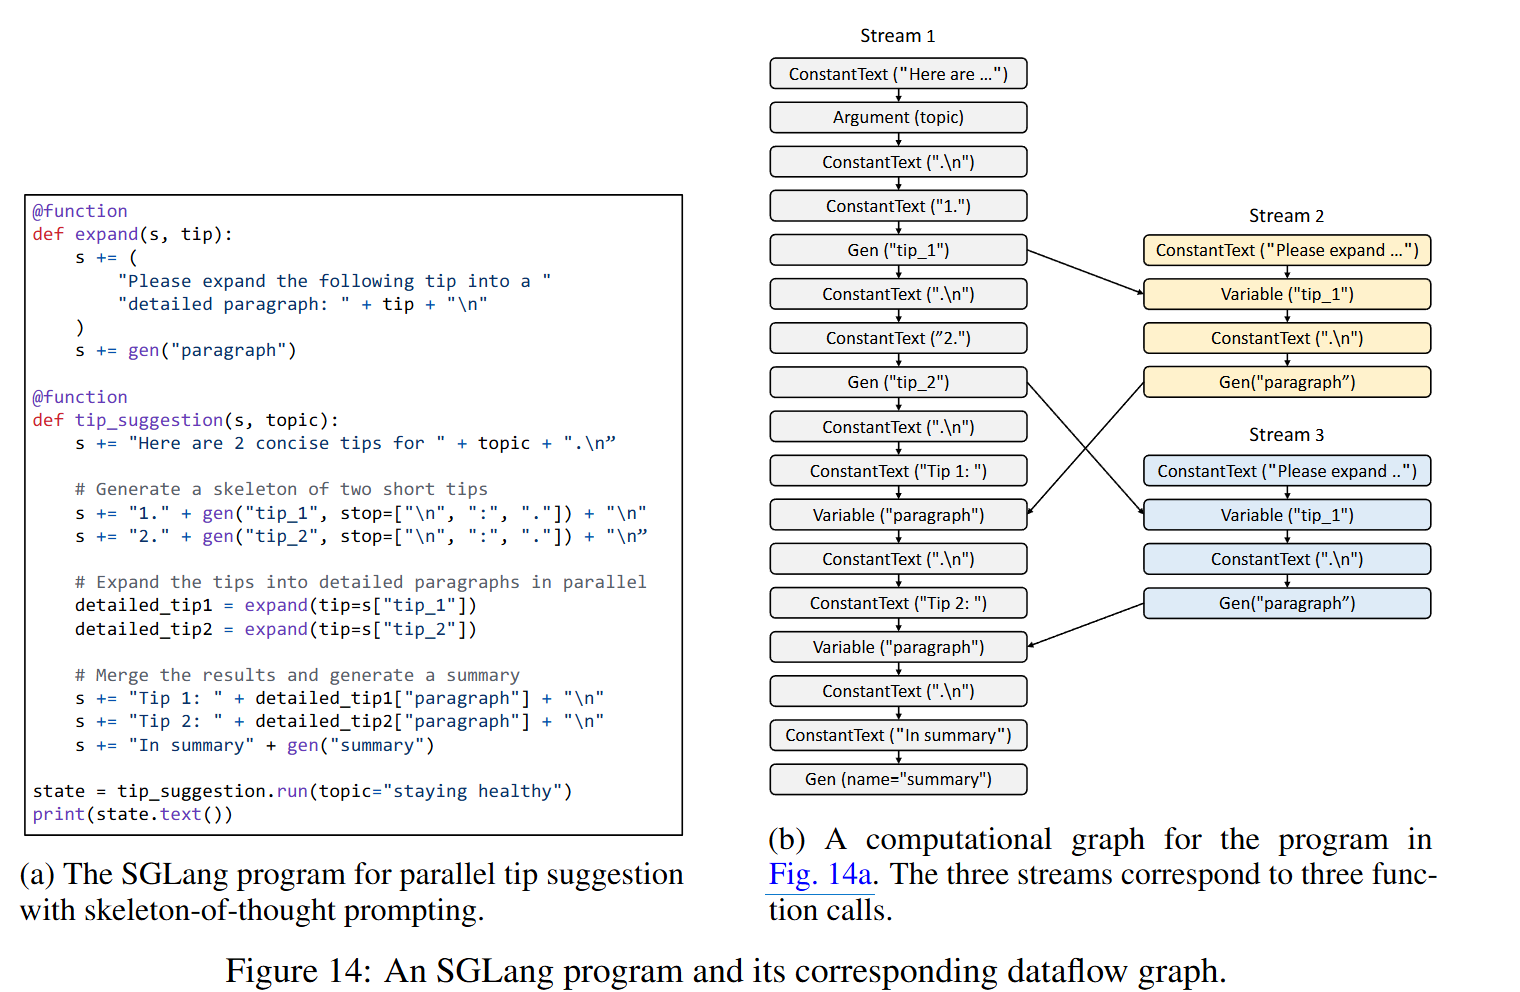 @function
def expand(s, tip):
    s += (
        "Please expand the following tip into a "
        "detailed paragraph: " + tip + "\n"
    )
    s += gen("paragraph")

@function
def tip_suggestion(s, topic):
    s += "Here are 2 concise tips for " + topic + ".\n”

    # Generate a skeleton of two short tips
    s += "1." + gen("tip_1", stop=["\n", ":", "."]) + "\n"
    s += "2." + gen("tip_2", stop=["\n", ":", "."]) + "\n”

    # Expand the tips into detailed paragraphs in parallel
    detailed_tip1 = expand(tip=s["tip_1"])
    detailed_tip2 = expand(tip=s["tip_2"])

    # Merge the results and generate a summary
    s += "Tip 1: " + detailed_tip1["paragraph"] + "\n"
    s += "Tip 2: " + detailed_tip2["paragraph"] + "\n"
    s += "In summary" + gen("summary")

state = tip_suggestion.run(topic="staying healthy")
print(state.text())
(a) The SGLang program for parallel tip suggestion
with skeleton-of-thought prompting.
Stream 1
ConstantText ("Here are ...")
Argument (topic)
ConstantText (".\n")
ConstantText ("1.")
Gen ("tip_1")
ConstantText (".\n")
ConstantText (”2.")
Gen ("tip_2")
ConstantText (".\n")
ConstantText ("Tip 1: ")
Variable ("paragraph")
ConstantText (".\n")
ConstantText ("Tip 2: ")
Variable ("paragraph")
ConstantText (".\n")
ConstantText ("In summary")
Gen (name="summary")
Stream 2
ConstantText ("Please expand ...")
Variable ("tip_1")
ConstantText (".\n")
Gen("paragraph”)
Stream 3
ConstantText ("Please expand ..")
Variable ("tip_1")
ConstantText (".\n")
Gen("paragraph”)
(b) A computational graph for the program in
Fig. 14a. The three streams correspond to three func-
tion calls.
Figure 14: An SGLang program and its corresponding dataflow graph.